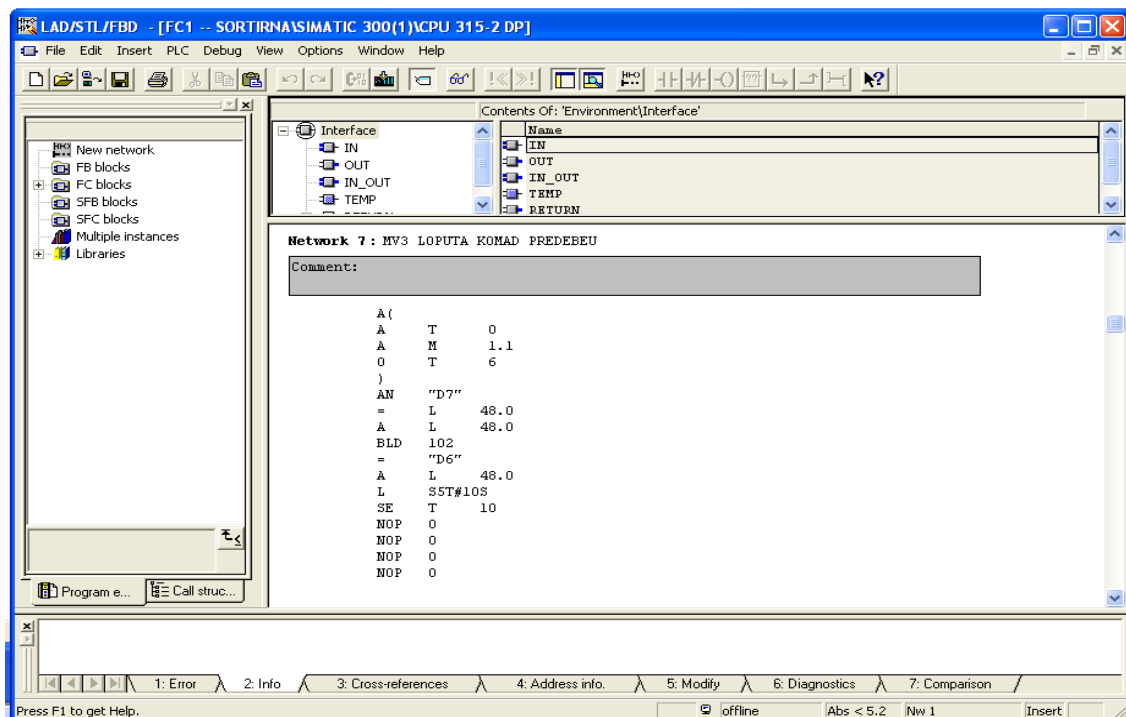 LAD/STL/FBD - [FC1 -- SORTIRNA\SIMATIC 300(1)\CPU 315-2 DP]
File Edit Insert PLC Debug View Options Window Help
Contents Of: 'Environment\Interface'
New network
FB blocks
FC blocks
SFB blocks
SFC blocks
Multiple instances
Libraries
Program e... Call struc...
Interface
IN
OUT
IN_OUT
TEMP
Name
IN
OUT
IN_OUT
TEMP
RETURN
Network 7 : MV3 LOPUTA KOMAD PREDEBEU
Comment:
A(
A T 0
A M 1.1
O T 6
)
AN "D7"
= L 48.0
A L 48.0
BLD 102
= "D6"
A L 48.0
L S5T#10S
SE T 10
NOP 0
NOP 0
NOP 0
NOP 0
1: Error 2: Info 3: Cross-references 4: Address info. 5: Modify 6: Diagnostics 7: Comparison
Press F1 to get Help. offline Abs < 5.2 Nw 1 Insert